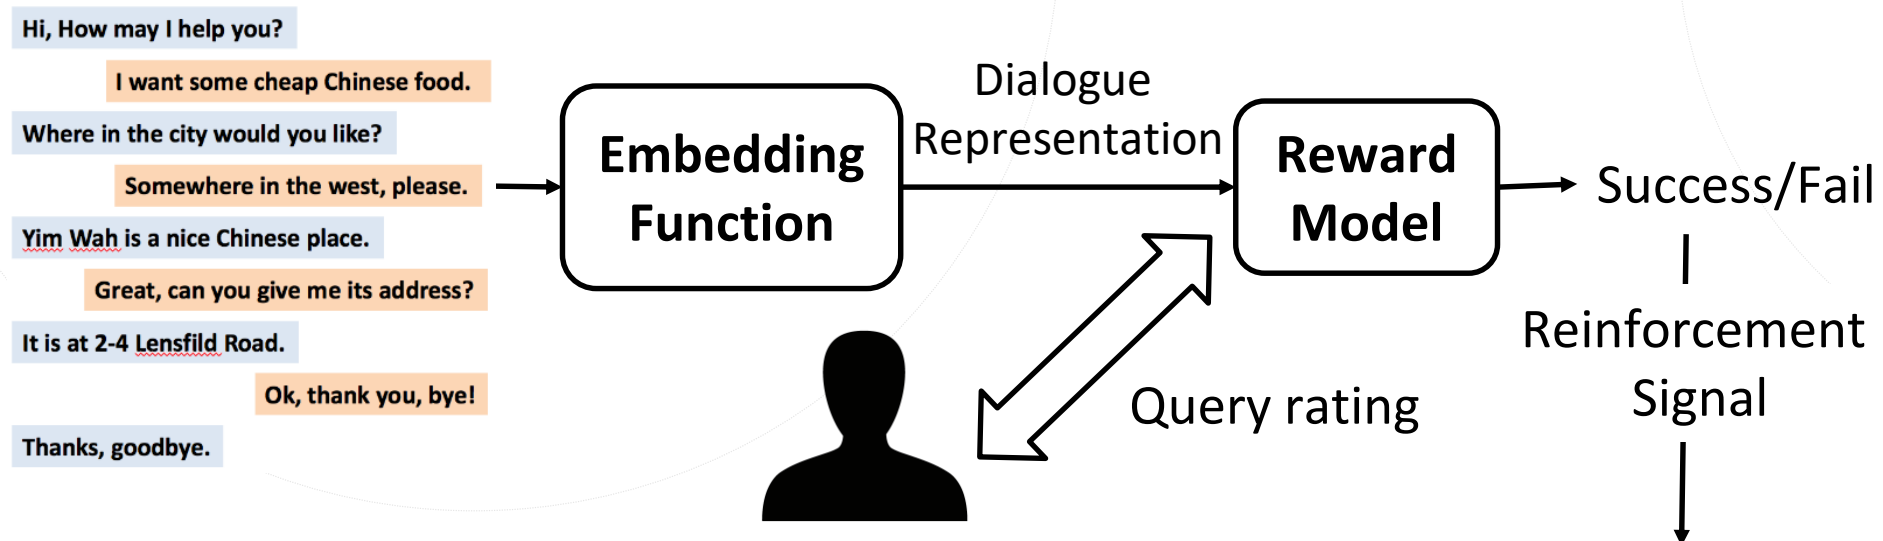 Hi, How may I help you?
I want some cheap Chinese food.
Where in the city would you like?
Somewhere in the west, please.
Yim Wah is a nice Chinese place.
Great, can you give me its address?
It is at 2-4 Lensfild Road.
Ok, thank you, bye!
Thanks, goodbye.
Embedding
Function
Dialogue
Representation
Reward
Model
Success/Fail
Reinforcement
Signal
Query rating